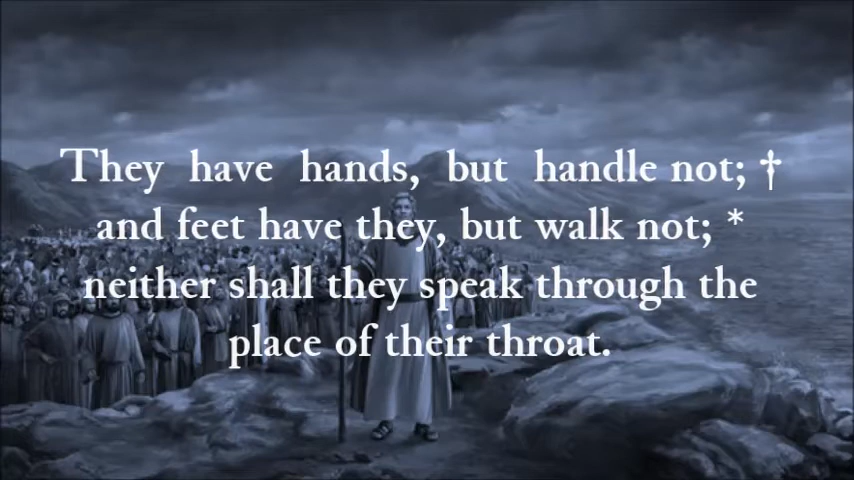 They have hands, but handle not; †
and feet have they, but walk not; *
neither shall they speak through the
place of their throat.